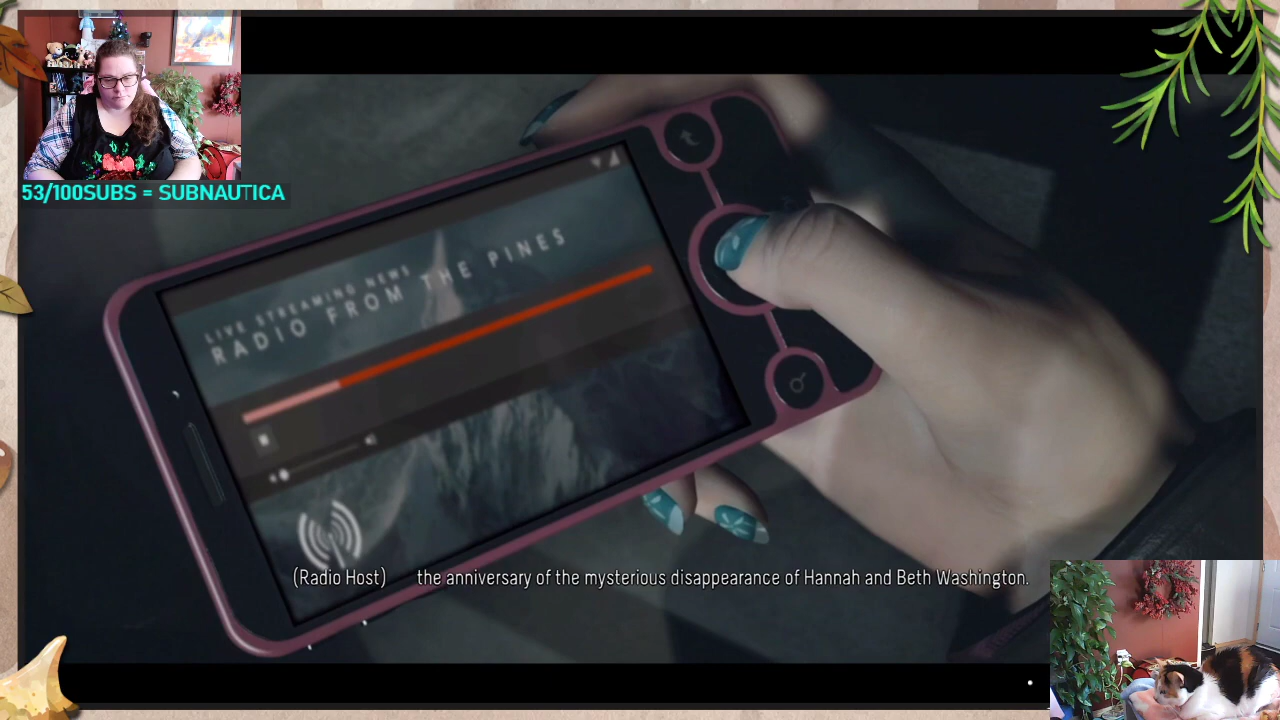 53/100SUBS = SUBNAUTICA
LIVE STREAMING NEWS
RADIO FROM THE PINES
(Radio Host) the anniversary of the mysterious disappearance of Hannah and Beth Washington.